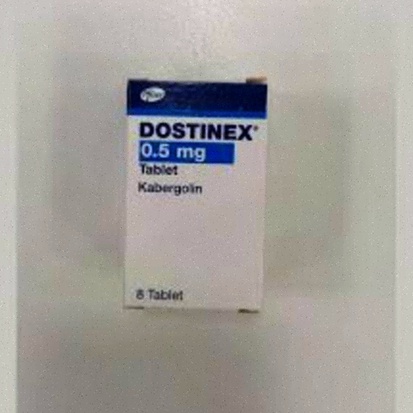 Pfizer
DOSTINEX®
0.5 mg
Tablet
Kabergolin
8 Tablet